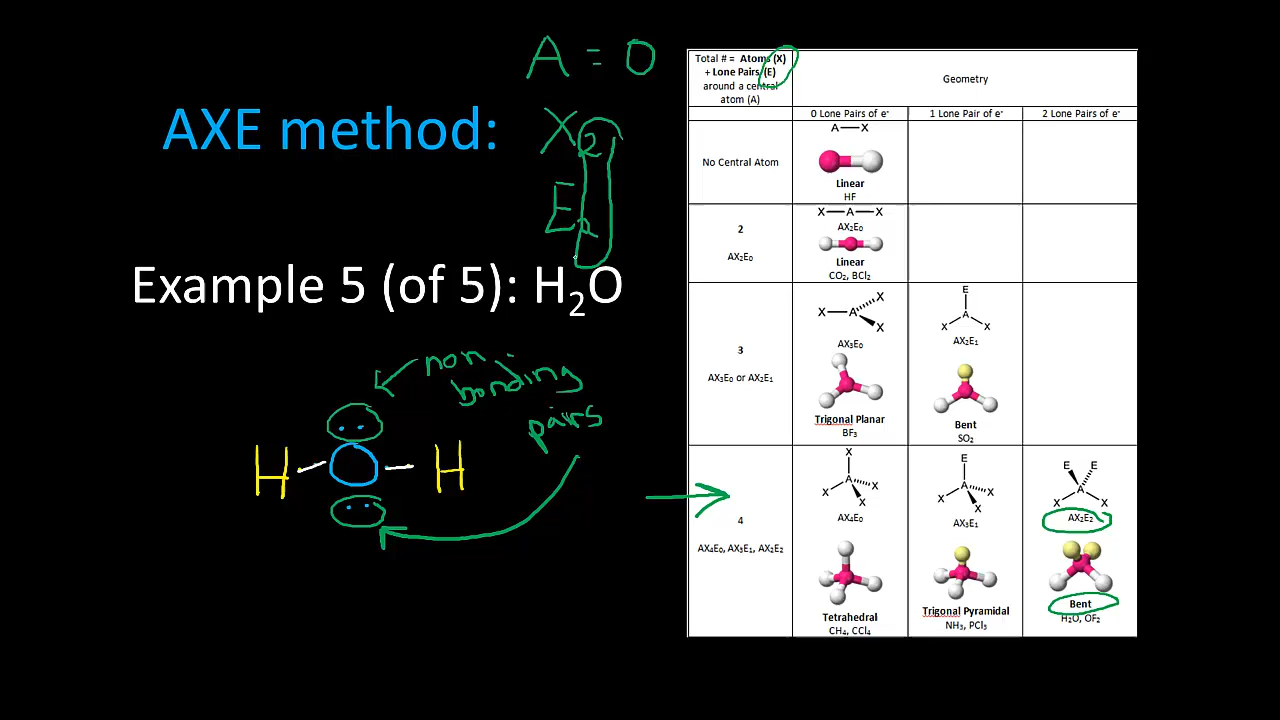 A = O
AXE method:
X2
E2
Example 5 (of 5): H₂O
non
bonding
pairs
H O H
Total # = Atoms (X)
+ Lone Pairs (E)
around a central
atom (A)
Geometry
0 Lone Pairs of e⁻
1 Lone Pair of e⁻
2 Lone Pairs of e⁻
No Central Atom
A—X
Linear
HF
2
AX₂E₀
X—A—X
AX₂E₀
Linear
CO₂, BCl₂
3
AX₃E₀ or AX₂E₁
X A X X
AX₃E₀
Trigonal Planar
BF₃
E
A
X X
AX₂E₁
Bent
SO₂
4
AX₄E₀, AX₃E₁, AX₂E₂
X
A
X X
X
AX₄E₀
Tetrahedral
CH₄, CCl₄
E
A
X X
X
AX₃E₁
Trigonal Pyramidal
NH₃, PCl₃
E E
A
X X
AX₂E₂
Bent
H₂O, OF₂